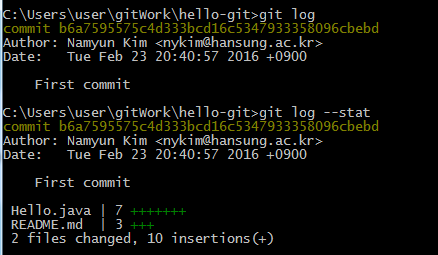 C:\Users\user\gitWork\hello-git>git log
commit b6a7595575c4d333bcd16c5347933358096cbebd
Author: Namyun Kim <nykim@hansung.ac.kr>
Date:   Tue Feb 23 20:40:57 2016 +0900
    First commit
C:\Users\user\gitWork\hello-git>git log --stat
commit b6a7595575c4d333bcd16c5347933358096cbebd
Author: Namyun Kim <nykim@hansung.ac.kr>
Date:   Tue Feb 23 20:40:57 2016 +0900
    First commit
 Hello.java | 7 +++++++
 README.md  | 3 +++
 2 files changed, 10 insertions(+)